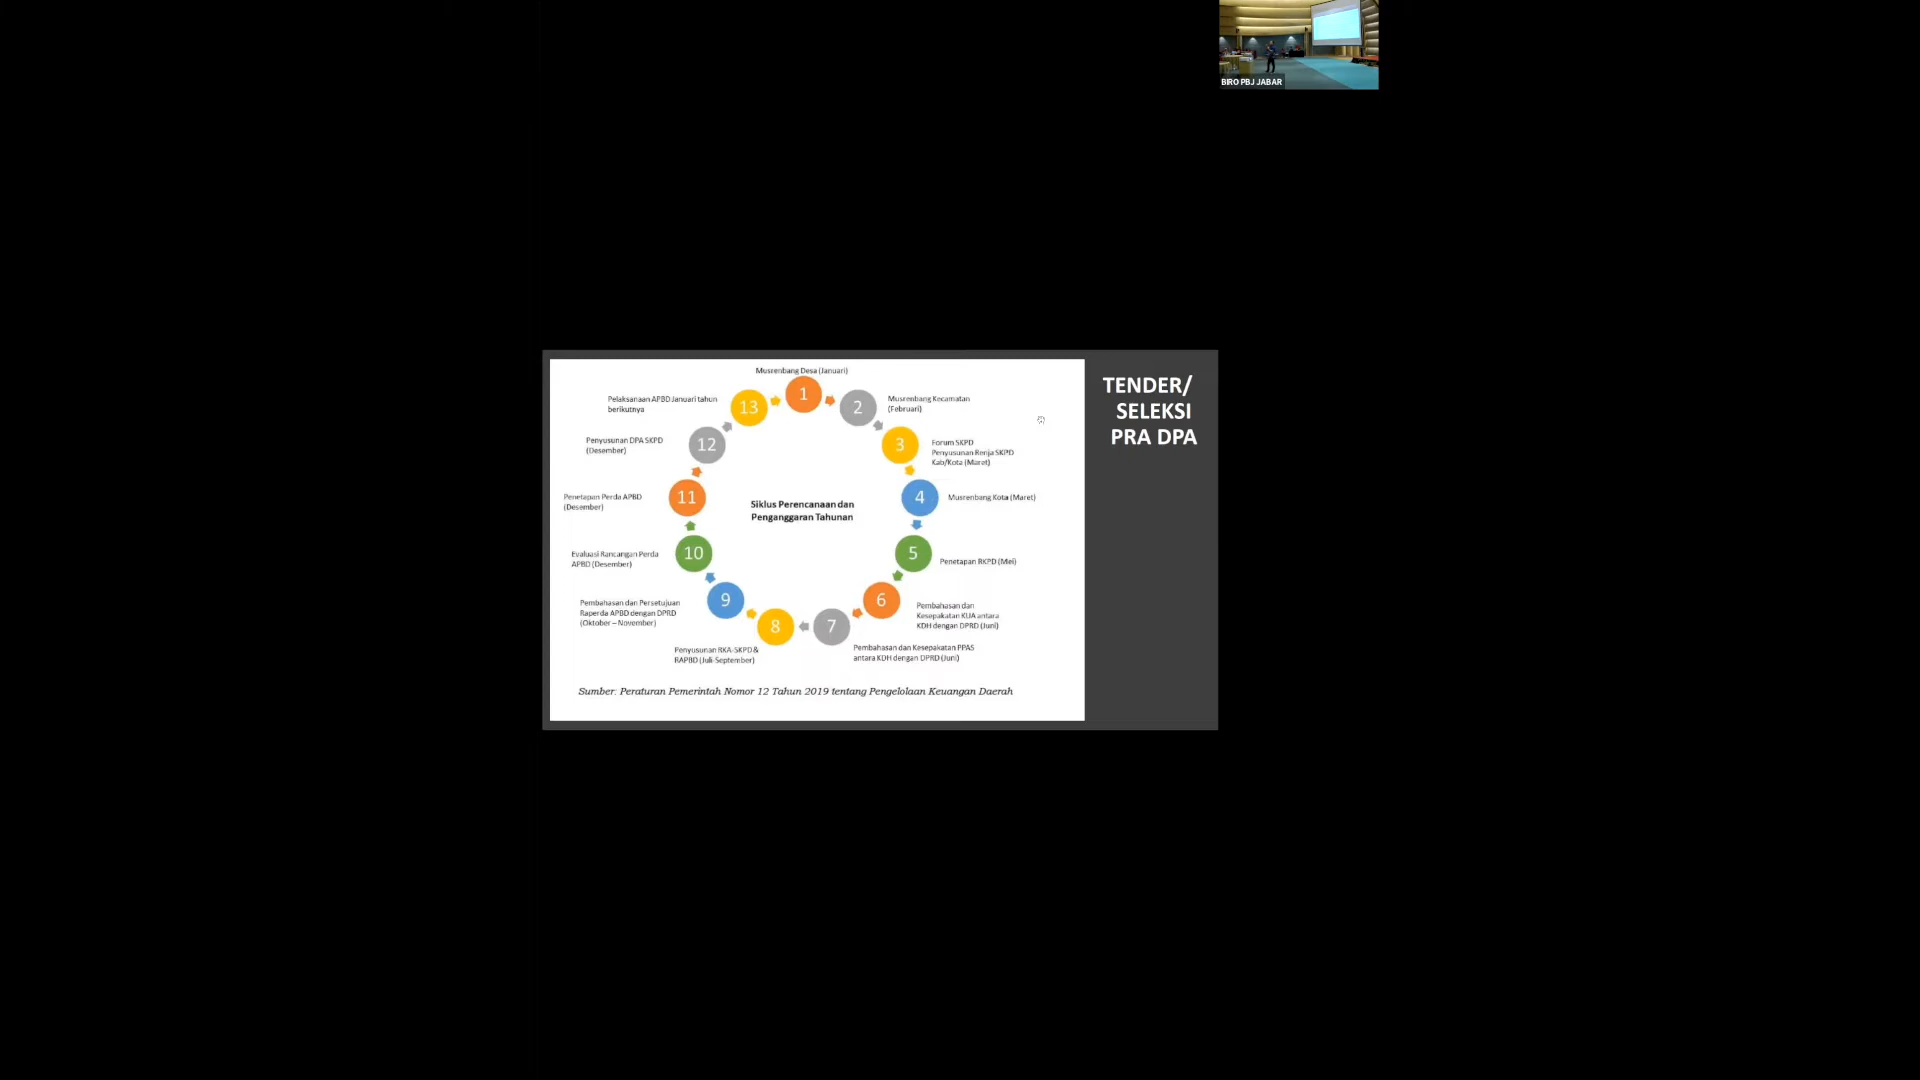 BIRO PBJ JABAR
TENDER/
SELEKSI
PRA DPA
Siklus Perencanaan dan
Penganggaran Tahunan
1
Musrenbang Desa (Januari)
2
Musrenbang Kecamatan
(Februari)
3
Forum SKPD
Penyusunan Renja SKPD
Kab/Kota (Maret)
4
Musrenbang Kota (Maret)
5
Penetapan RKPD (Mei)
6
Pembahasan dan
Kesepakatan KUA antara
KDH dengan DPRD (Juni)
7
Pembahasan dan Kesepakatan PPAS
antara KDH dengan DPRD (Juni)
8
Penyusunan RKA-SKPD &
RAPBD (Juli-September)
9
Pembahasan dan Persetujuan
Raperda APBD dengan DPRD
(Oktober – November)
10
Evaluasi Rancangan Perda
APBD (Desember)
11
Penetapan Perda APBD
(Desember)
12
Penyusunan DPA SKPD
(Desember)
13
Pelaksanaan APBD Januari tahun
berikutnya
Sumber: Peraturan Pemerintah Nomor 12 Tahun 2019 tentang Pengelolaan Keuangan Daerah